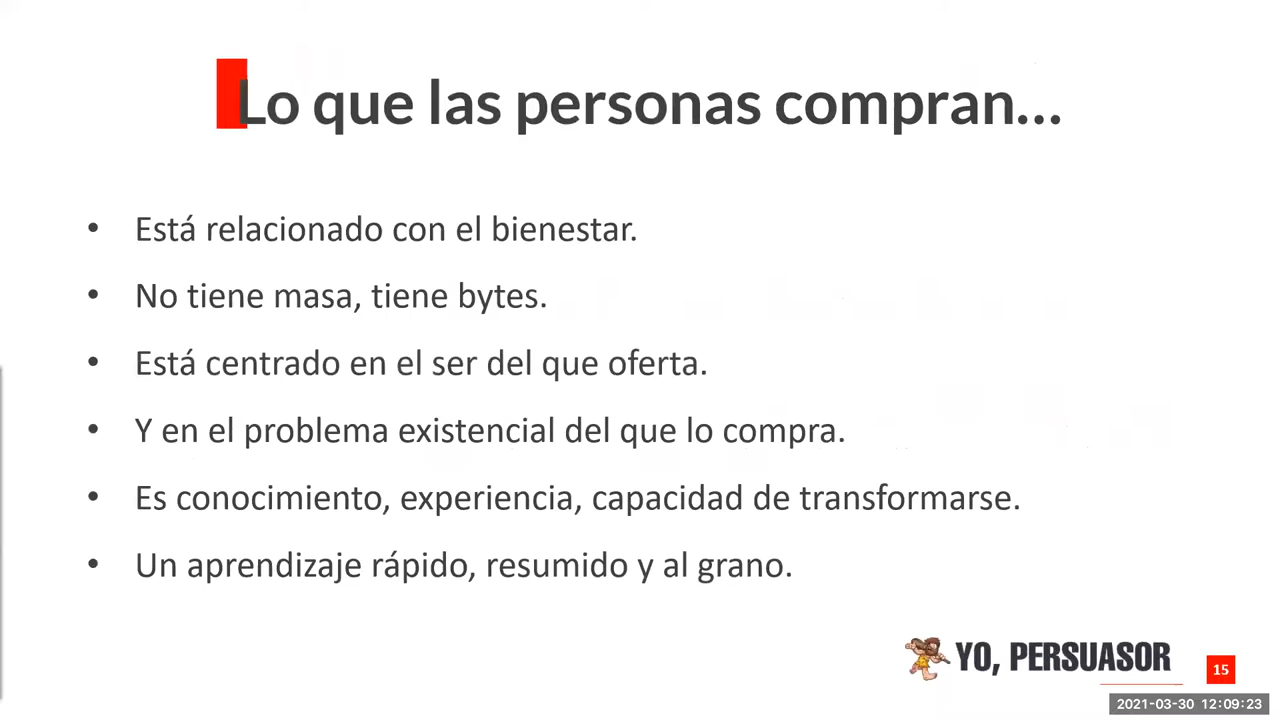 Lo que las personas compran...
• Está relacionado con el bienestar.
• No tiene masa, tiene bytes.
• Está centrado en el ser del que oferta.
• Y en el problema existencial del que lo compra.
• Es conocimiento, experiencia, capacidad de transformarse.
• Un aprendizaje rápido, resumido y al grano.
YO, PERSUASOR
15
2021-03-30 12:09:23